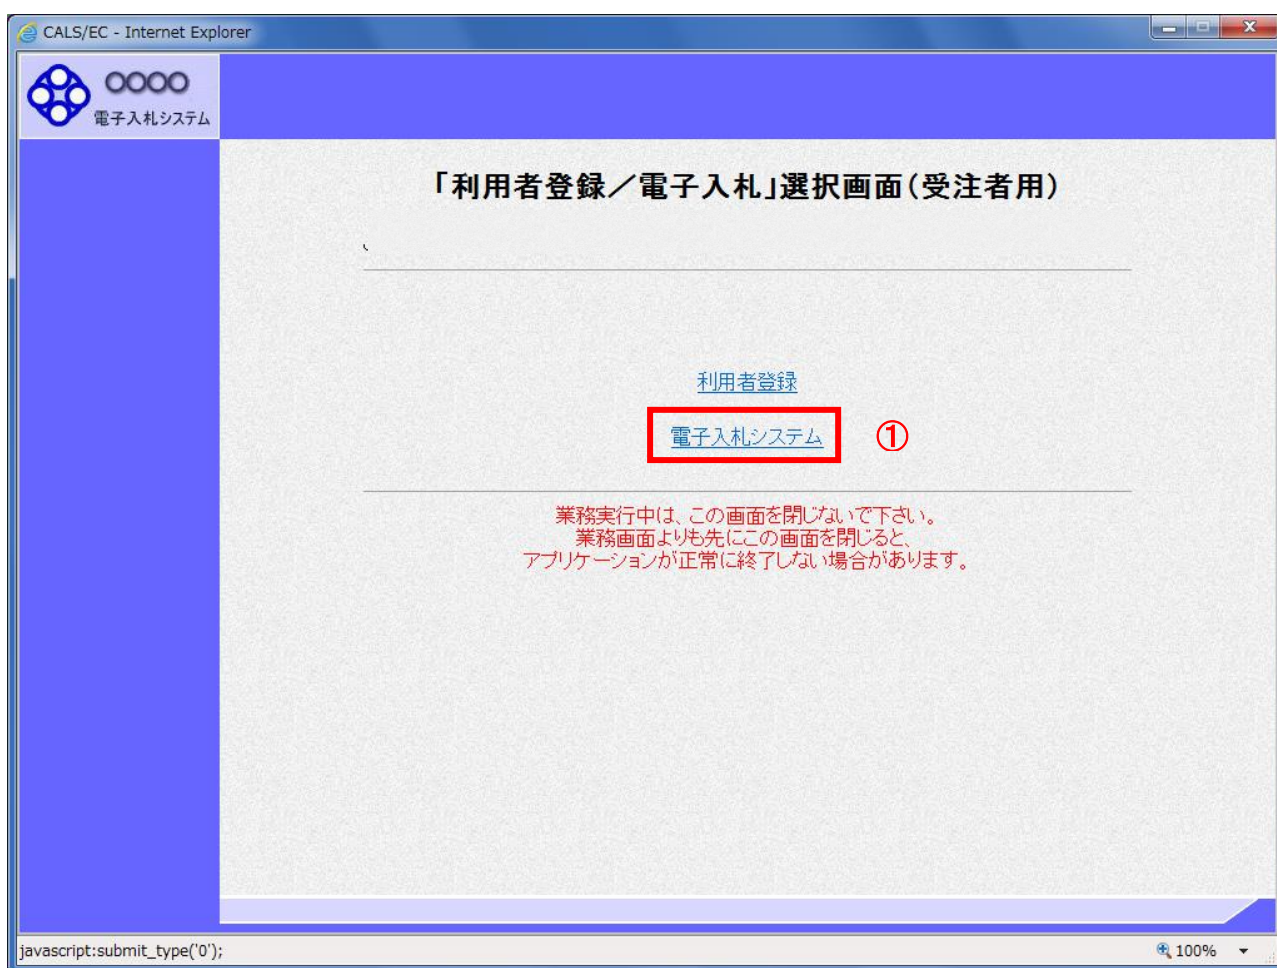 CALS/EC - Internet Explorer
○○○○
電子入札システム
「利用者登録／電子入札」選択画面（受注者用）
利用者登録
電子入札システム
①
業務実行中は、この画面を閉じないで下さい。
業務画面よりも先にこの画面を閉じると、
アプリケーションが正常に終了しない場合があります。
javascript:submit_type('0');
100%